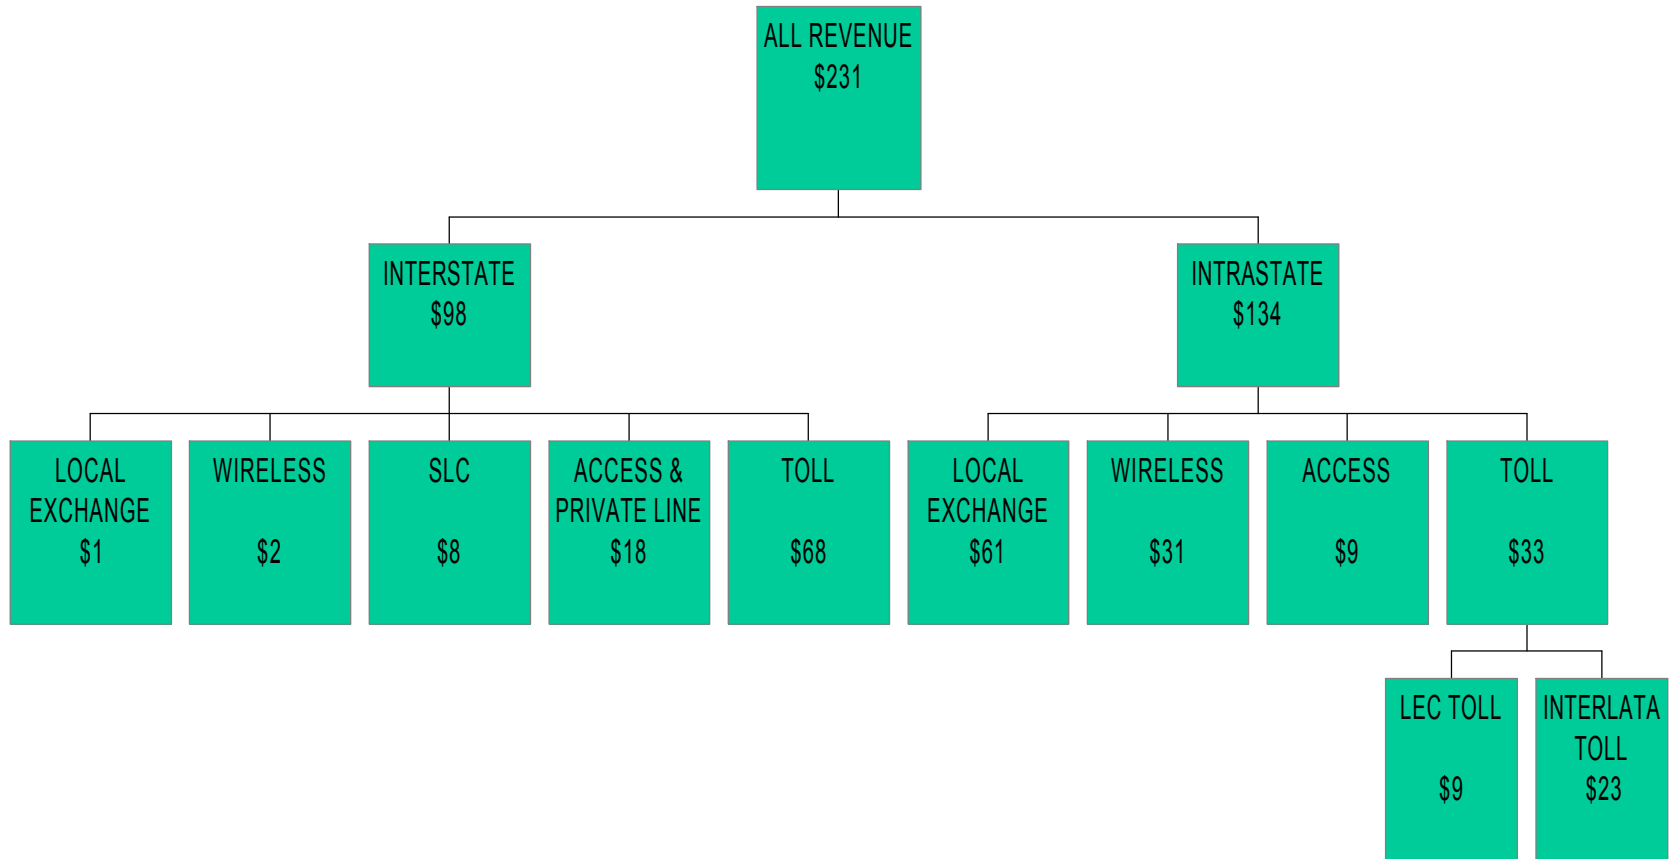 ALL REVENUE
$231
INTERSTATE
$98
INTRASTATE
$134
LOCAL
EXCHANGE
$1
WIRELESS
$2
SLC
$8
ACCESS &
PRIVATE LINE
$18
TOLL
$68
LOCAL
EXCHANGE
$61
WIRELESS
$31
ACCESS
$9
TOLL
$33
LEC TOLL
$9
INTERLATA
TOLL
$23